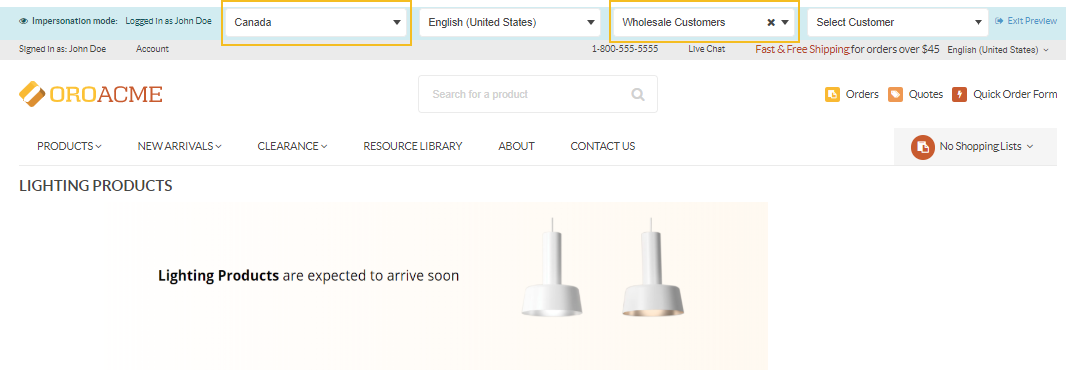 Impersonation mode: Logged in as John Doe Canada English (United States) Wholesale Customers Select Customer Exit Preview
Signed in as: John Doe Account 1-800-555-5555 Live Chat Fast & Free Shipping for orders over $45 English (United States)
OROACME Search for a product Orders Quotes Quick Order Form
PRODUCTS NEW ARRIVALS CLEARANCE RESOURCE LIBRARY ABOUT CONTACT US No Shopping Lists
LIGHTING PRODUCTS
Lighting Products are expected to arrive soon